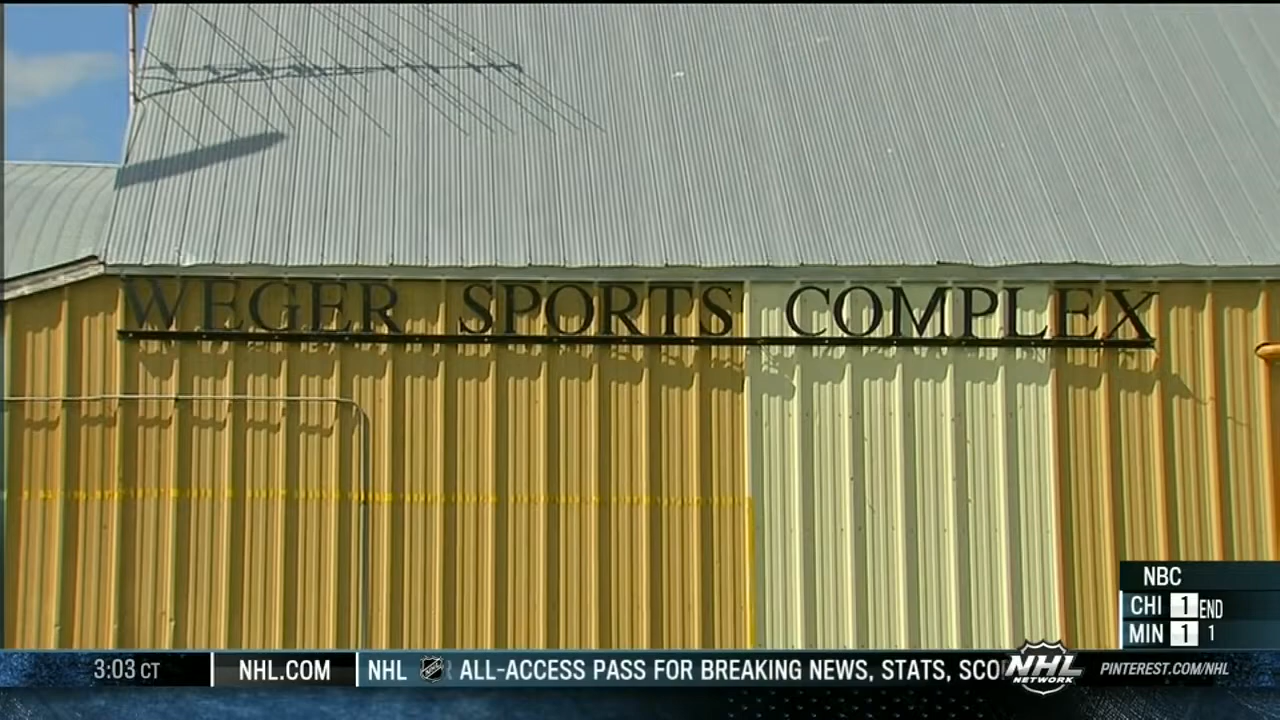 WEGER SPORTS COMPLEX
NBC
CHI 1 END
MIN 1 1
3:03 CT
NHL.COM
NHL
ALL-ACCESS PASS FOR BREAKING NEWS, STATS,
NHL NETWORK
PINTEREST.COM/NHL